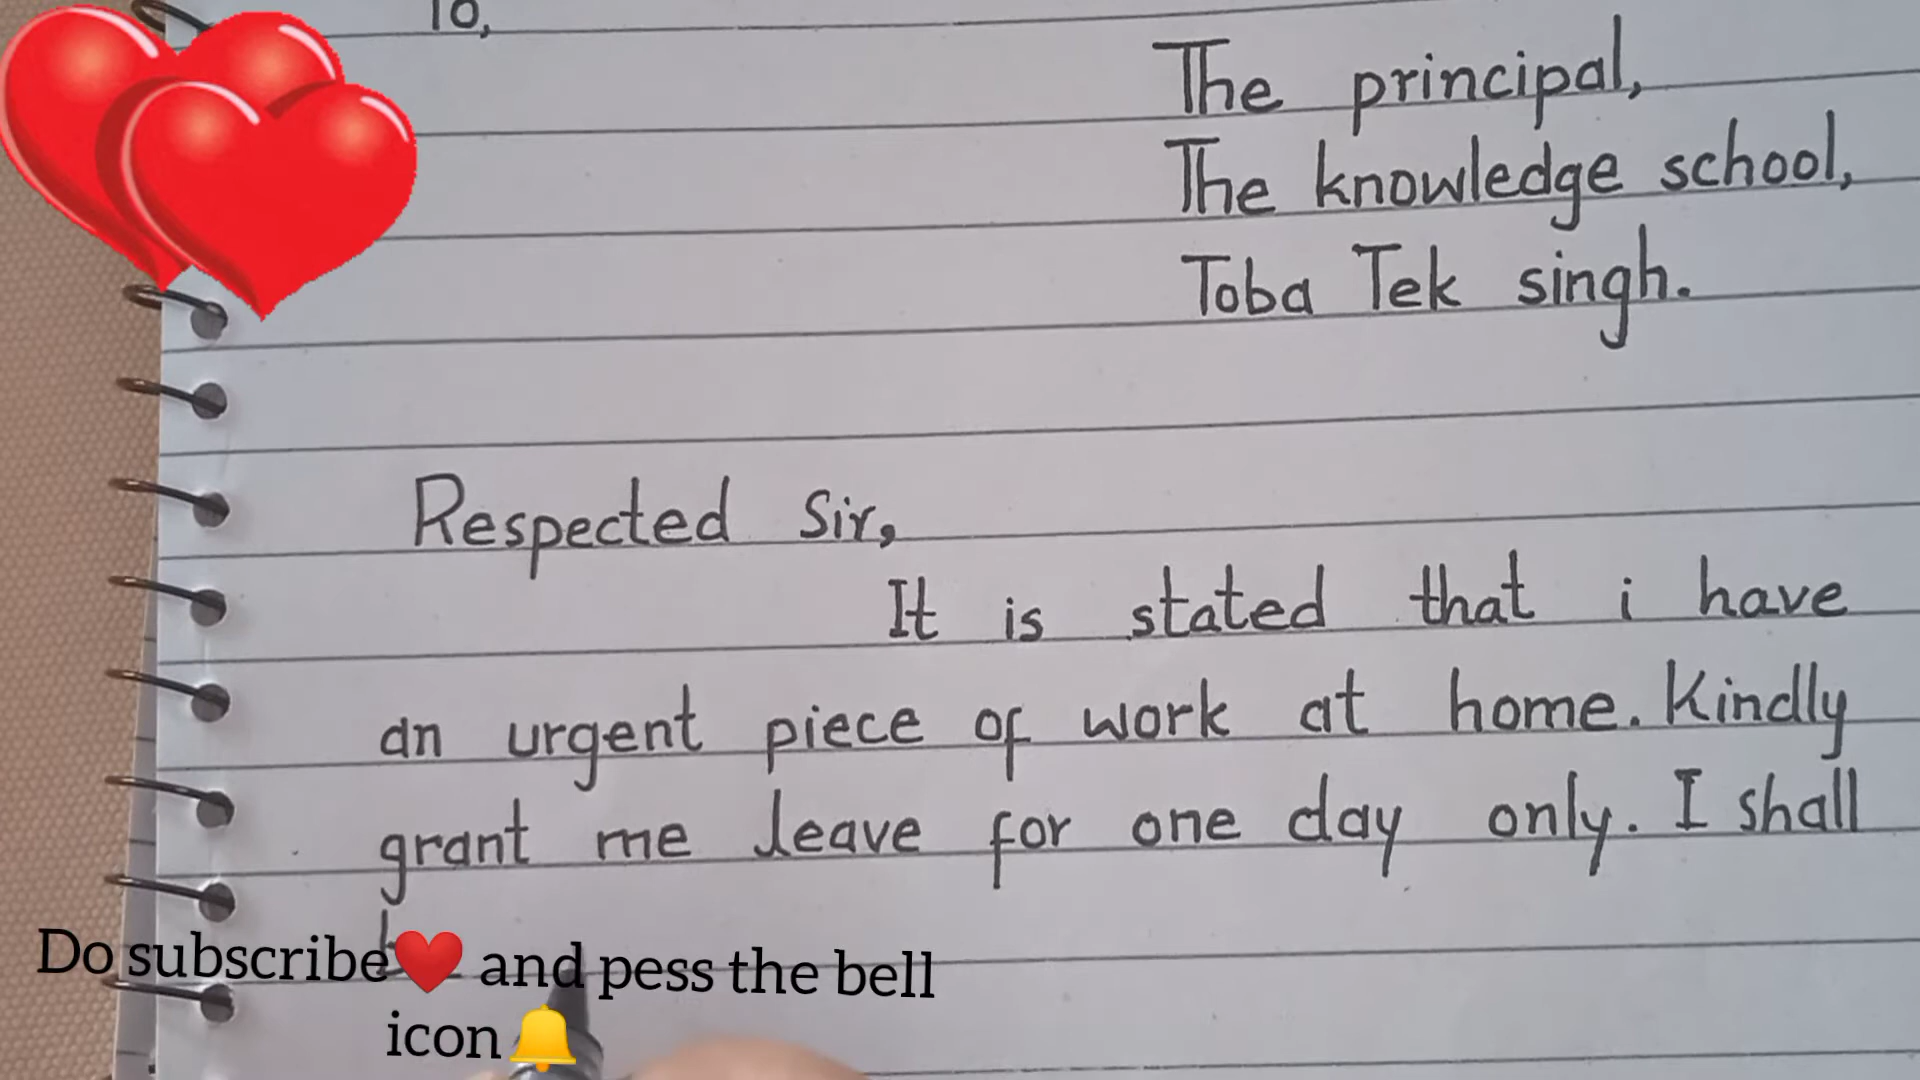 To,
The principal,
The knowledge school,
Toba Tek singh.
Respected Sir,
It is stated that i have
an urgent piece of work at home. Kindly
grant me leave for one day only. I shall
Do subscribe❤️ and pess the bell
icon🔔